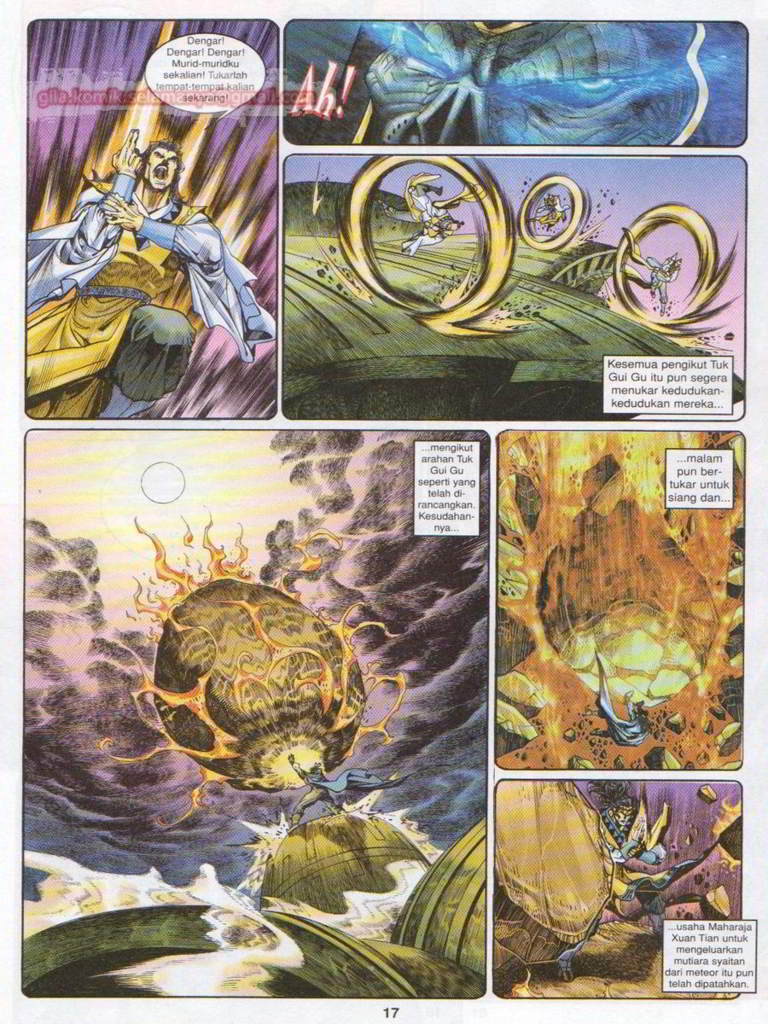 Dengar!
Dengar! Dengar!
Murid-muridku
sekalian! Tukarlah
tempat-tempat kalian
sekarang!
Ah!
Kesemua pengikut Tuk
Gui Gu itu pun segera
menukar kedudukan-
kedudukan mereka...
...mengikut
arahan Tuk
Gui Gu
seperti yang
telah di-
rancangkan.
Kesudahan-
nya...
...malam
pun ber-
tukar untuk
siang dan...
...usaha Maharaja
Xuan Tian untuk
mengeluarkan
mutiara syaitan
dari meteor itu pun
telah dipatahkan.
17